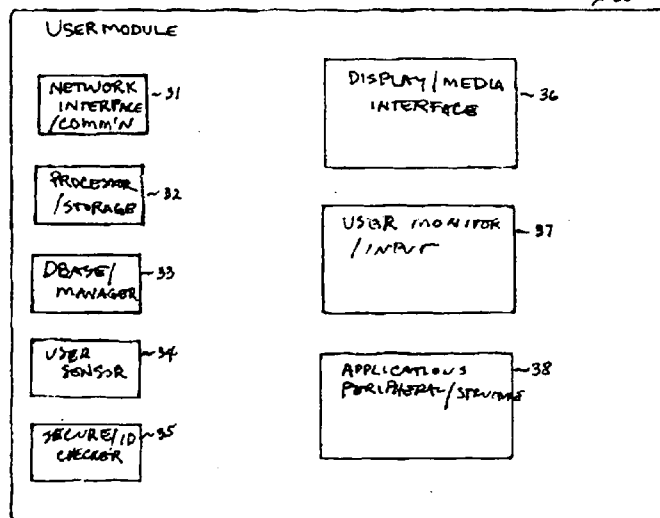 USER MODULE
NETWORK
INTERFACE
/COMM'N
~31
PROCESSOR
/STORAGE
~32
DBASE/
MANAGER
~33
USER
SENSOR
~34
SECURE/ID
CHECKER
~35
DISPLAY/MEDIA
INTERFACE
~36
USER MONITOR
/INPUT
~37
APPLICATIONS
PERIPHERAL/STRUCTURE
~38